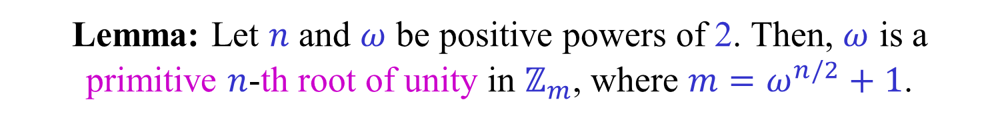 Lemma: Let n and ω be positive powers of 2. Then, ω is a
primitive n-th root of unity in ℤₘ, where m = ω^{n/2} + 1.